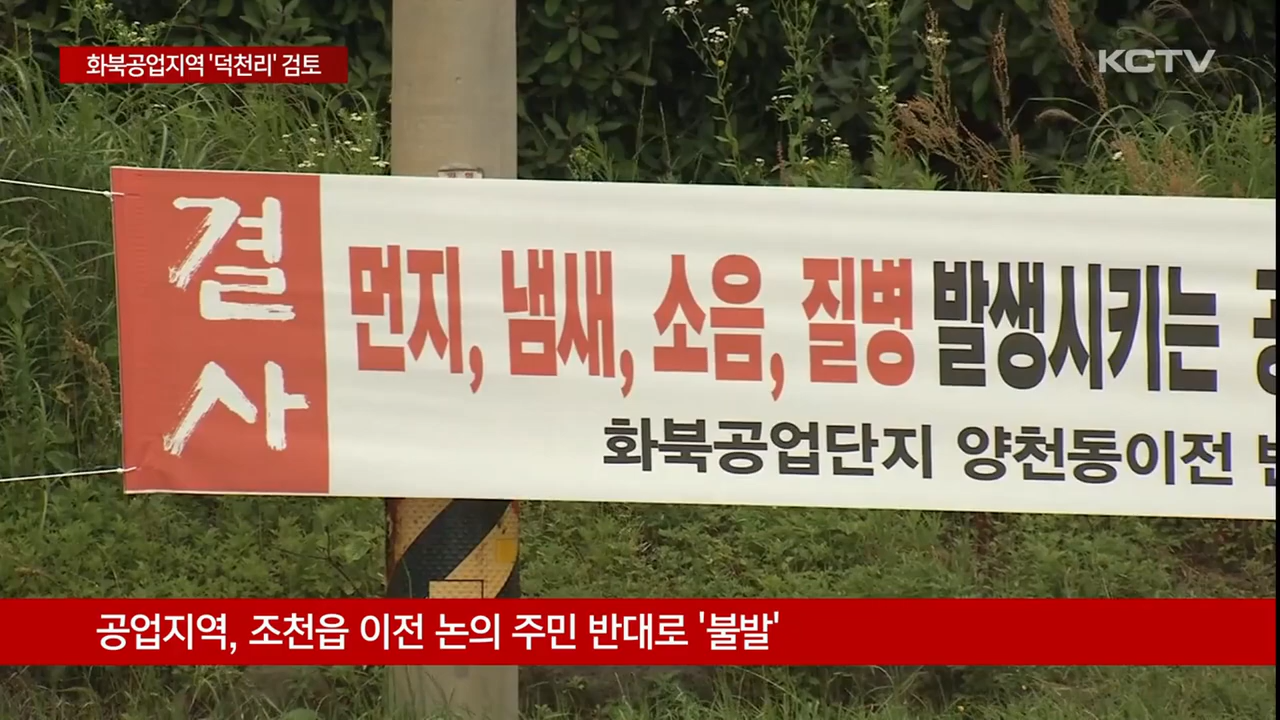 화북공업지역 '덕천리' 검토
KCTV
결사
먼지, 냄새, 소음, 질병 발생시키는
화북공업단지 양천동이전
공업지역, 조천읍 이전 논의 주민 반대로 '불발'